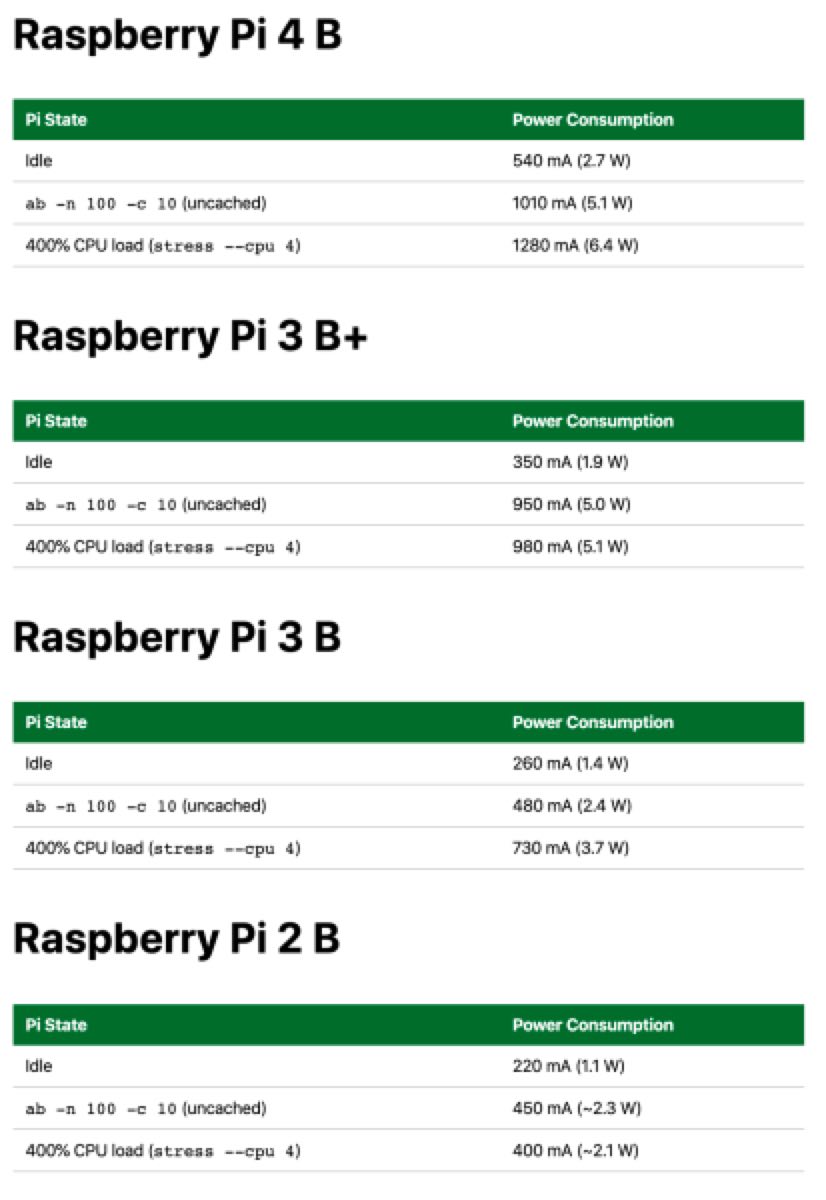 Raspberry Pi 4 B
Pi State Power Consumption
Idle 540 mA (2.7 W)
ab -n 100 -c 10 (uncached) 1010 mA (5.1 W)
400% CPU load (stress --cpu 4) 1280 mA (6.4 W)
Raspberry Pi 3 B+
Pi State Power Consumption
Idle 350 mA (1.9 W)
ab -n 100 -c 10 (uncached) 950 mA (5.0 W)
400% CPU load (stress --cpu 4) 980 mA (5.1 W)
Raspberry Pi 3 B
Pi State Power Consumption
Idle 260 mA (1.4 W)
ab -n 100 -c 10 (uncached) 480 mA (2.4 W)
400% CPU load (stress --cpu 4) 730 mA (3.7 W)
Raspberry Pi 2 B
Pi State Power Consumption
Idle 220 mA (1.1 W)
ab -n 100 -c 10 (uncached) 450 mA (~2.3 W)
400% CPU load (stress --cpu 4) 400 mA (~2.1 W)